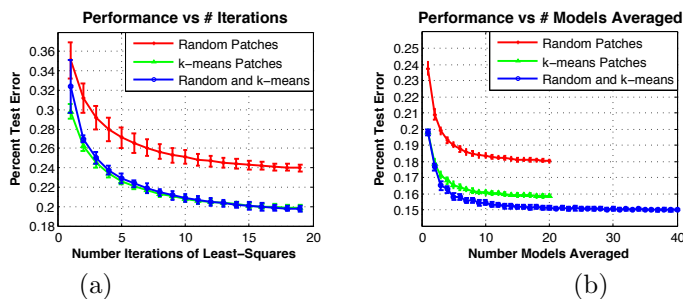 Performance vs # Iterations
Percent Test Error
0.36
0.34
0.32
0.3
0.28
0.26
0.24
0.22
0.2
0.18
Random Patches
k-means Patches
Random and k-means
0 5 10 15 20
Number Iterations of Least-Squares
(a)
Performance vs # Models Averaged
Percent Test Error
0.25
0.24
0.23
0.22
0.21
0.2
0.19
0.18
0.17
0.16
0.15
Random Patches
k-means Patches
Random and k-means
0 10 20 30 40
Number Models Averaged
(b)